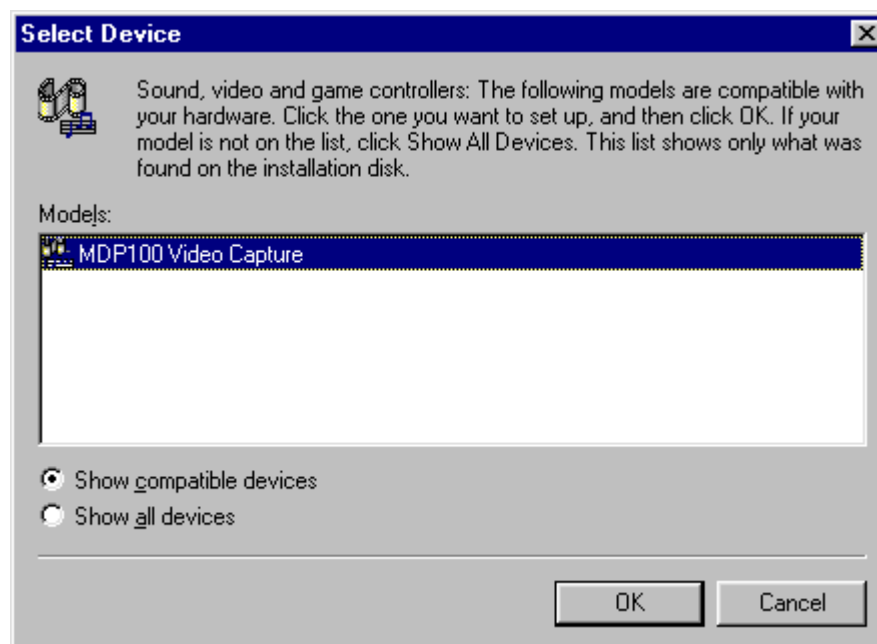 Select Device
Sound, video and game controllers: The following models are compatible with
your hardware. Click the one you want to set up, and then click OK. If your
model is not on the list, click Show All Devices. This list shows only what was
found on the installation disk.
Models:
MDP100 Video Capture
Show compatible devices
Show all devices
OK
Cancel